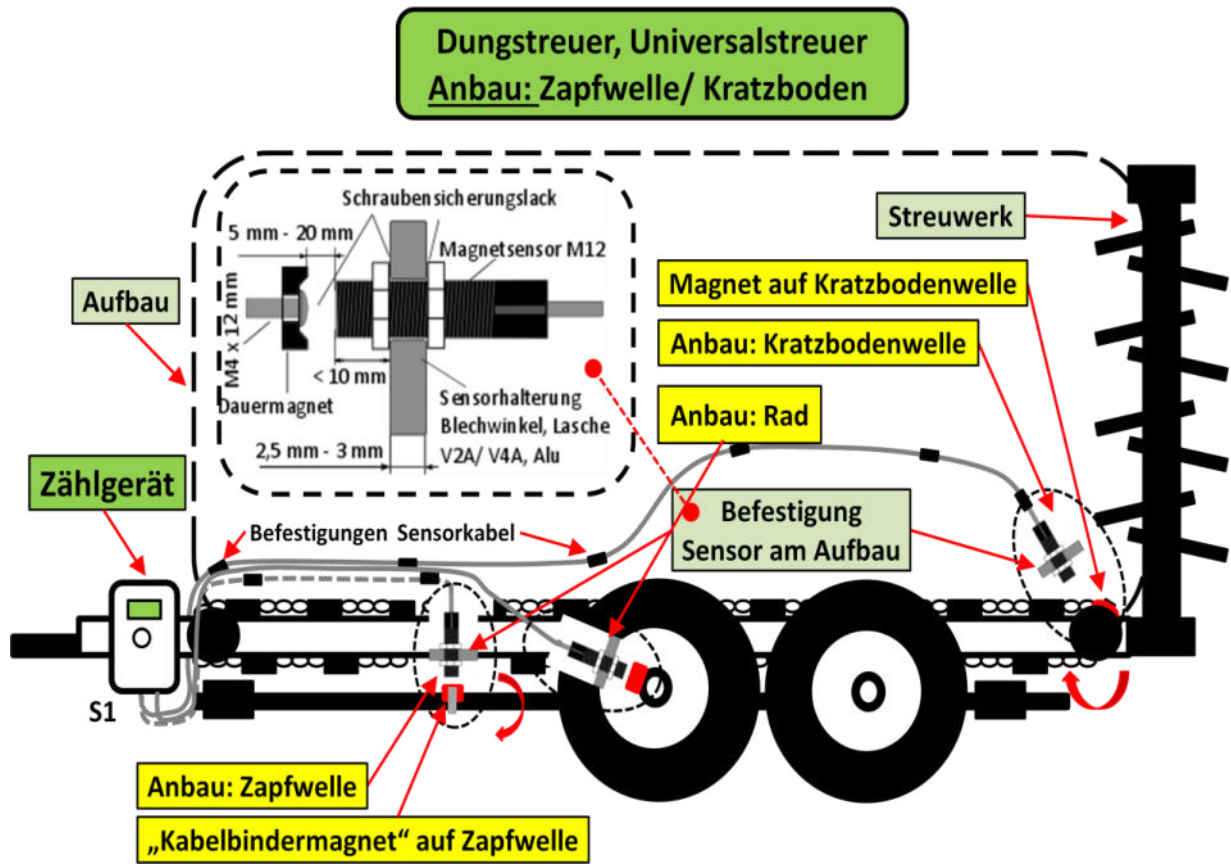 Dungstreuer, Universalstreuer
Anbau: Zapfwelle/ Kratzboden
Schraubensicherungslack
5 mm - 20 mm
Magnetsensor M12
M4 x 12 mm
< 10 mm
Dauermagnet
Sensorhalterung
Blechwinkel, Lasche
V2A/ V4A, Alu
2,5 mm - 3 mm
Aufbau
Streuwerk
Magnet auf Kratzbodenwelle
Anbau: Kratzbodenwelle
Anbau: Rad
Zählgerät
Befestigungen Sensorkabel
Befestigung
Sensor am Aufbau
S1
Anbau: Zapfwelle
„Kabelbindermagnet“ auf Zapfwelle